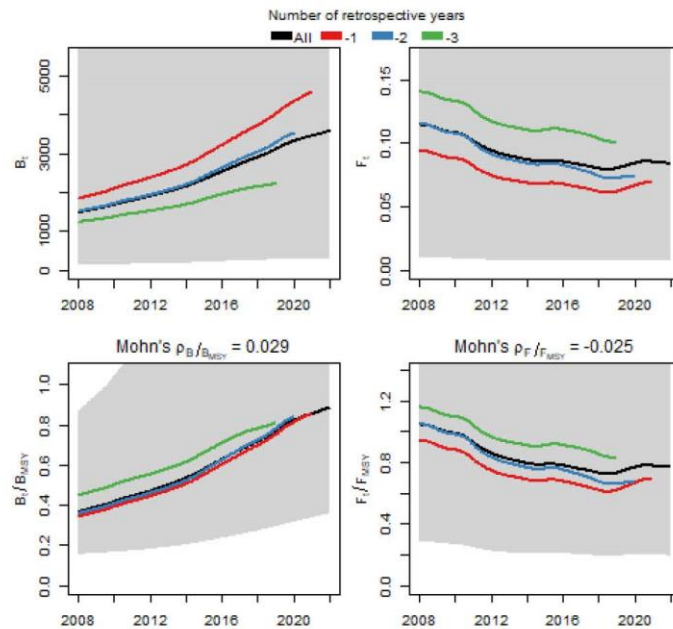 Number of retrospective years
All -1 -2 -3
Bt
5000
3000
1000
0
2008 2012 2016 2020
Ft
0.15
0.10
0.05
0.00
2008 2012 2016 2020
Mohn's ρB/BMSY = 0.029
Bt/BMSY
1.0
0.8
0.6
0.4
0.2
0.0
2008 2012 2016 2020
Mohn's ρF/FMSY = -0.025
Ft/FMSY
1.2
0.8
0.4
0.0
2008 2012 2016 2020